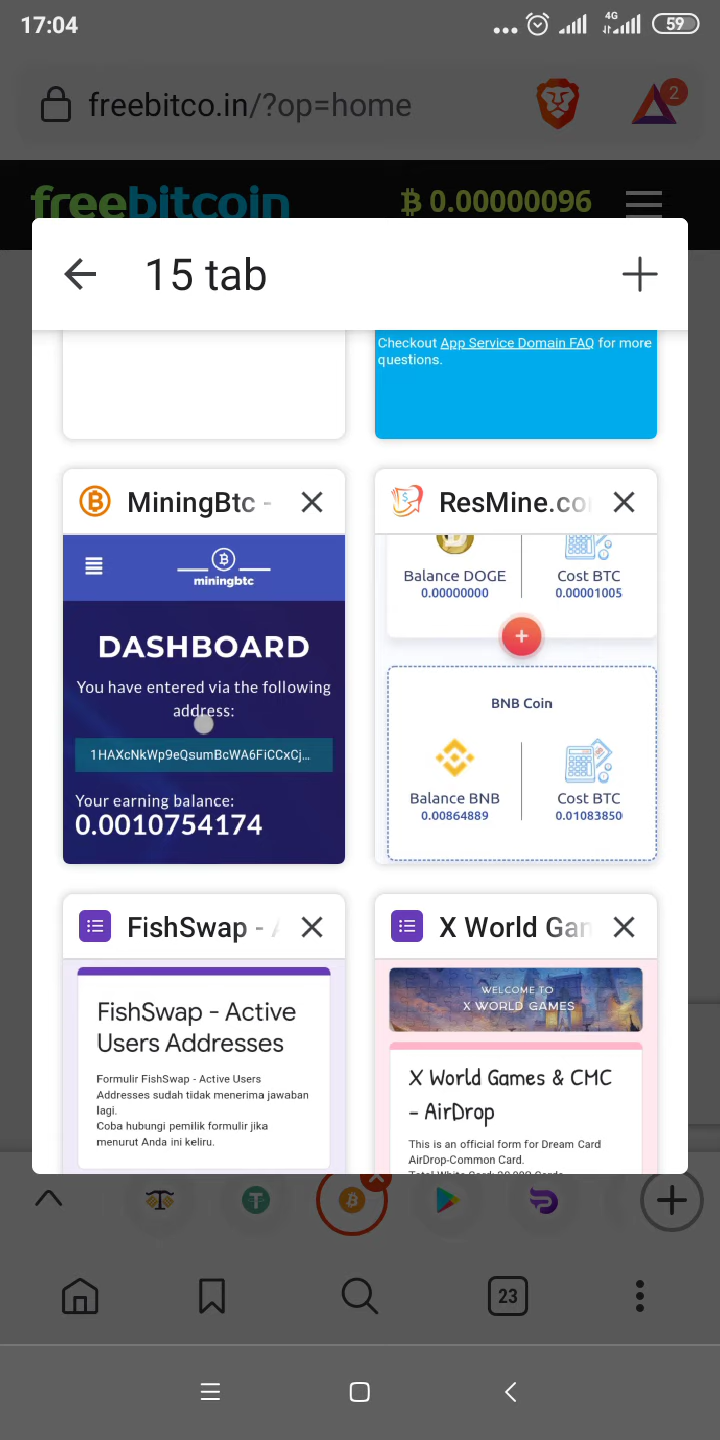 17:04
4G
59
freebitco.in/?op=home
2
freebitcoin
0.00000096
15 tab
Checkout App Service Domain FAQ for more
questions.
MiningBtc -
ResMine.co
miningbtc
DASHBOARD
You have entered via the following
address:
1HAXcNkWp9eQsumBcWA6FiCCxCj...
Your earning balance:
0.0010754174
Balance DOGE
0.00000000
Cost BTC
0.00001005
+
BNB Coin
Balance BNB
0.00864889
Cost BTC
0.01083850
FishSwap -
X World Gam
FishSwap - Active
Users Addresses
Formulir FishSwap - Active Users
Addresses sudah tidak menerima jawaban
lagi.
Coba hubungi pemilik formulir jika
menurut Anda ini keliru.
WELCOME TO
X WORLD GAMES
X World Games & CMC
- AirDrop
This is an official form for Dream Card
AirDrop-Common Card.
23